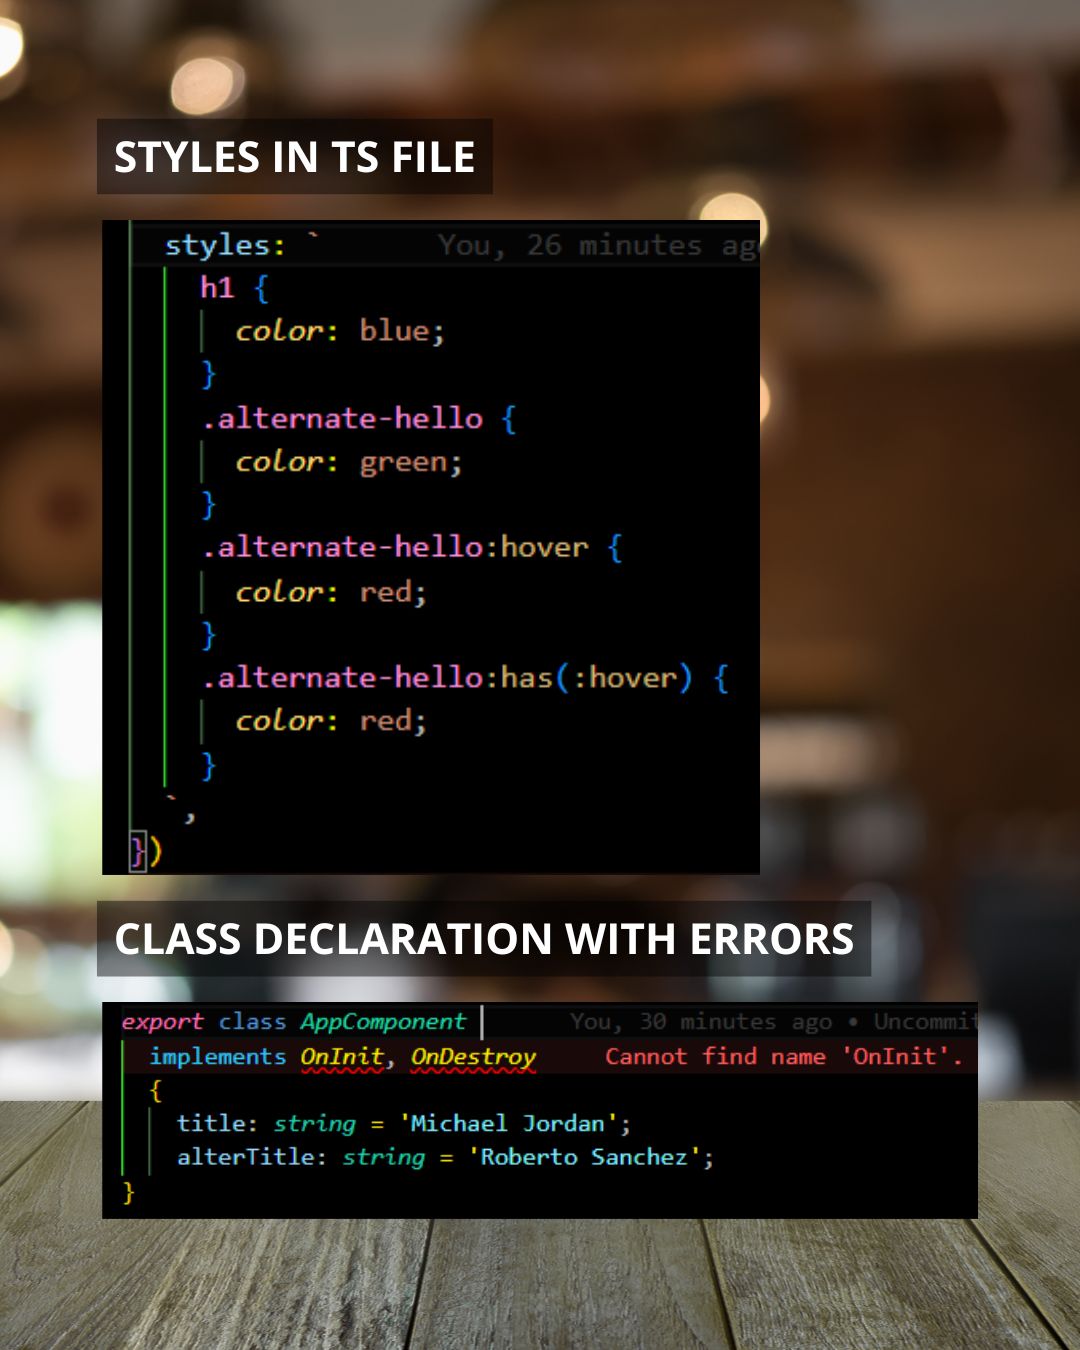 STYLES IN TS FILE
styles: ` You, 26 minutes ag
h1 {
color: blue;
}
.alternate-hello {
color: green;
}
.alternate-hello:hover {
color: red;
}
.alternate-hello:has(:hover) {
color: red;
}
`,
})
CLASS DECLARATION WITH ERRORS
export class AppComponent You, 30 minutes ago • Uncommit
implements OnInit, OnDestroy Cannot find name 'OnInit'.
{
title: string = 'Michael Jordan';
alterTitle: string = 'Roberto Sanchez';
}